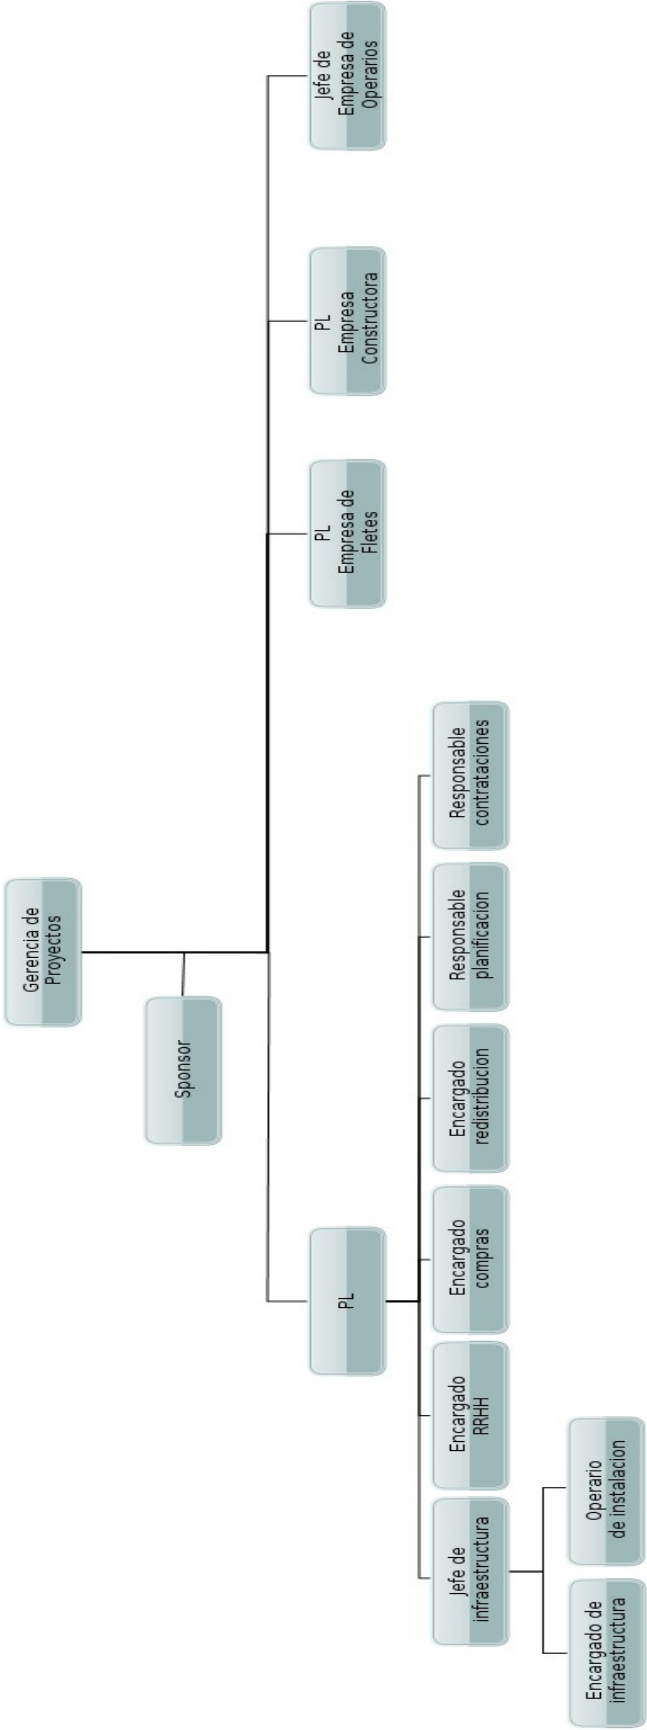 Gerencia de
Proyectos
Sponsor
PL
PL
Empresa de
Fletes
PL
Empresa
Constructora
Jefe de
Empresa de
Operarios
Jefe de
infraestructura
Encargado
RRHH
Encargado
compras
Encargado
redistribucion
Responsable
planificacion
Responsable
contrataciones
Encargado de
infraestructura
Operario
de instalacion